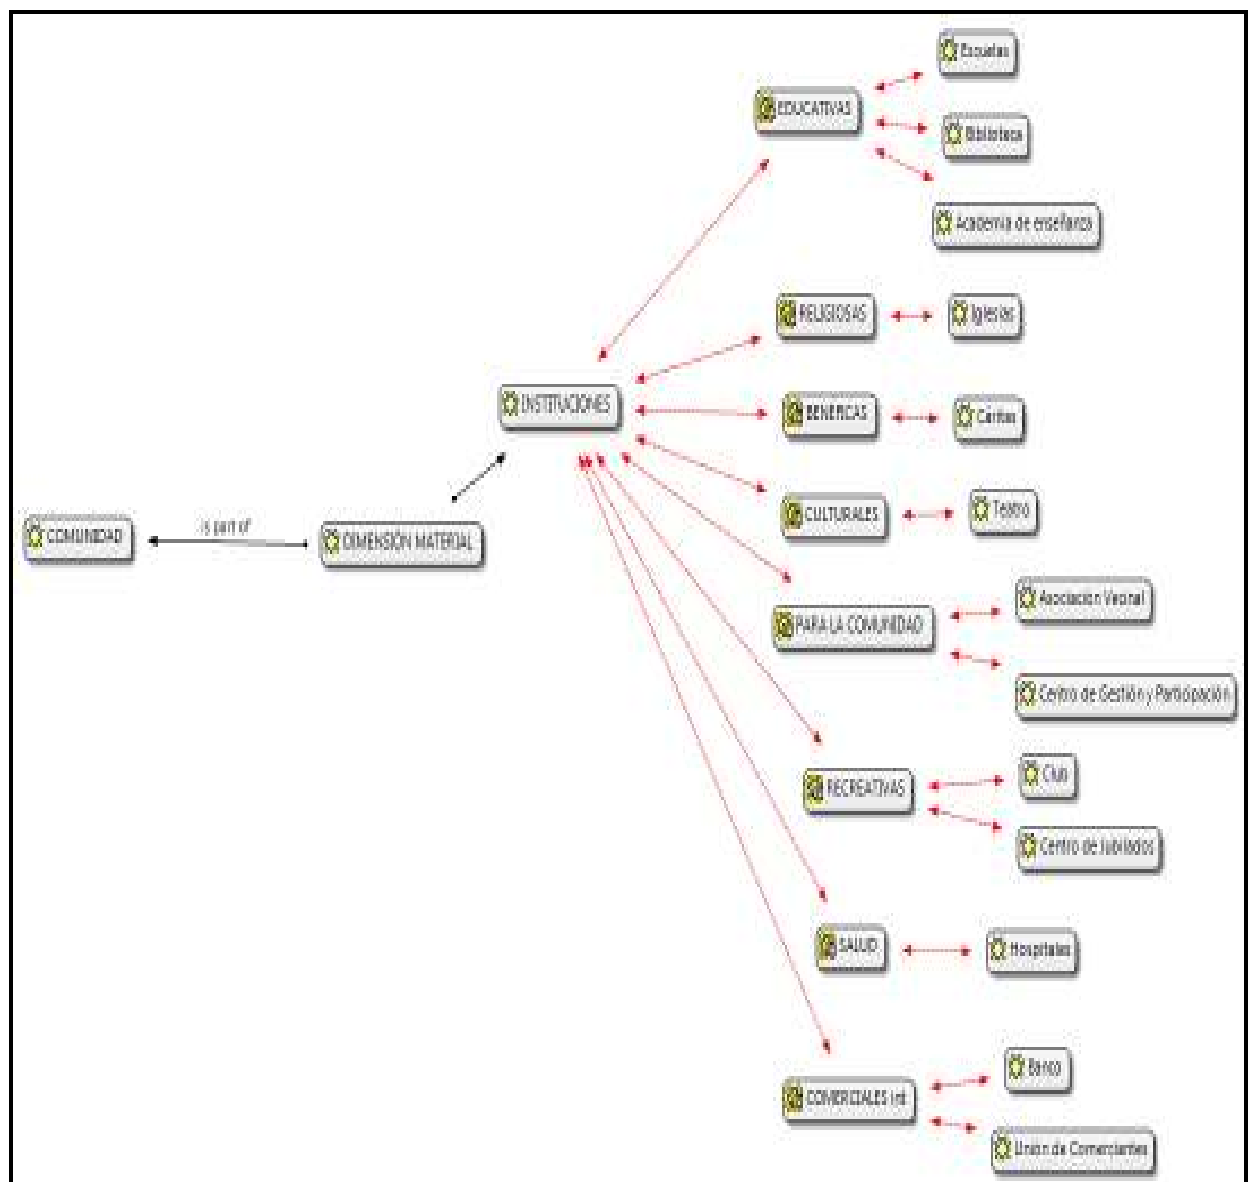 Escuelas
EDUCATIVAS
Biblioteca
Academia de enseñanza
RELIGIOSAS
Iglesias
INSTITUCIONES
BENEFICAS
Caritas
CULTURALES
Teatro
COMUNIDAD
is part of
DIMENSIÓN MATERIAL
Asociación Vecinal
PARA LA COMUNIDAD
Centro de Gestión y Participación
RECREATIVAS
Club
Centro de Jubilados
SALUD
Hospitales
Banco
COMERCIALES int
Unión de Comerciantes